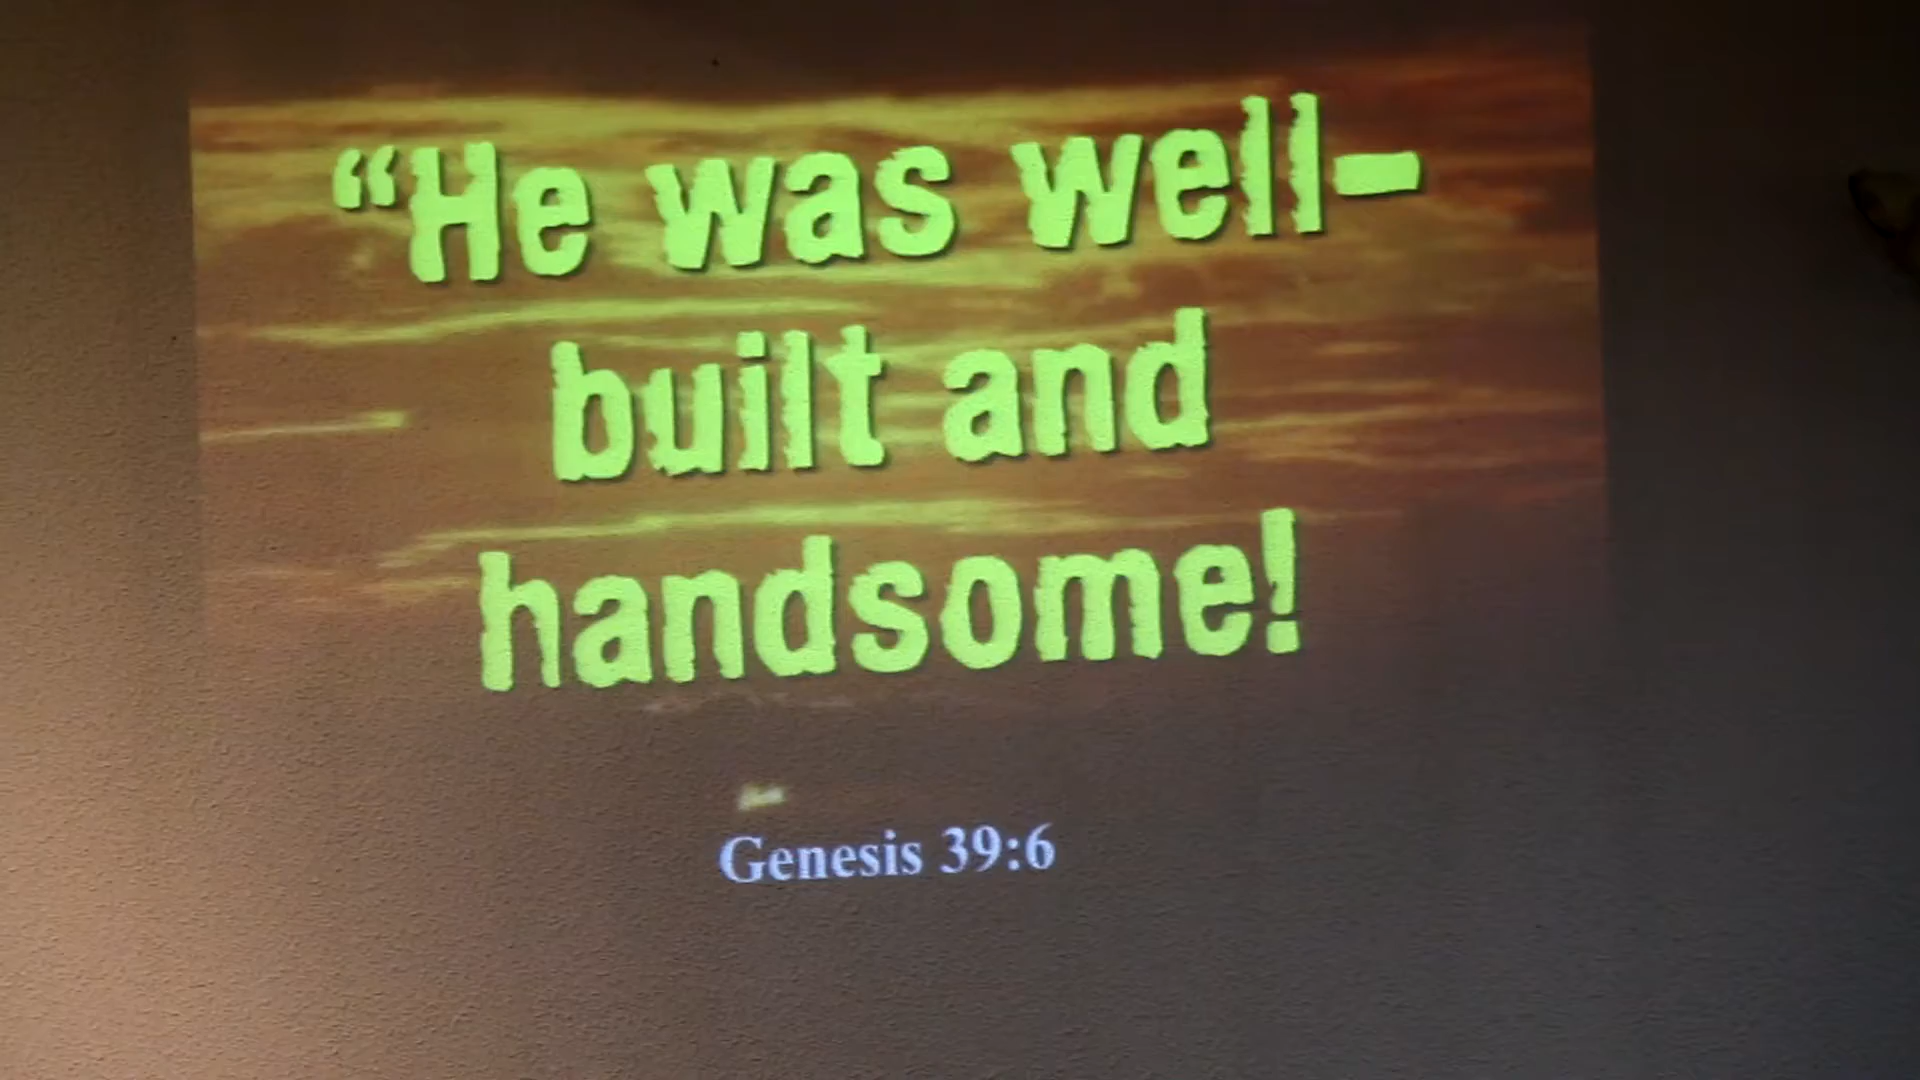 “He was well-
built and
handsome!
Genesis 39:6